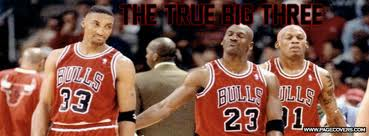 THE TRUE BIG THREE
BULLS
33
BULLS
23
BULLS
91
WWW.PAGECOVERS.COM